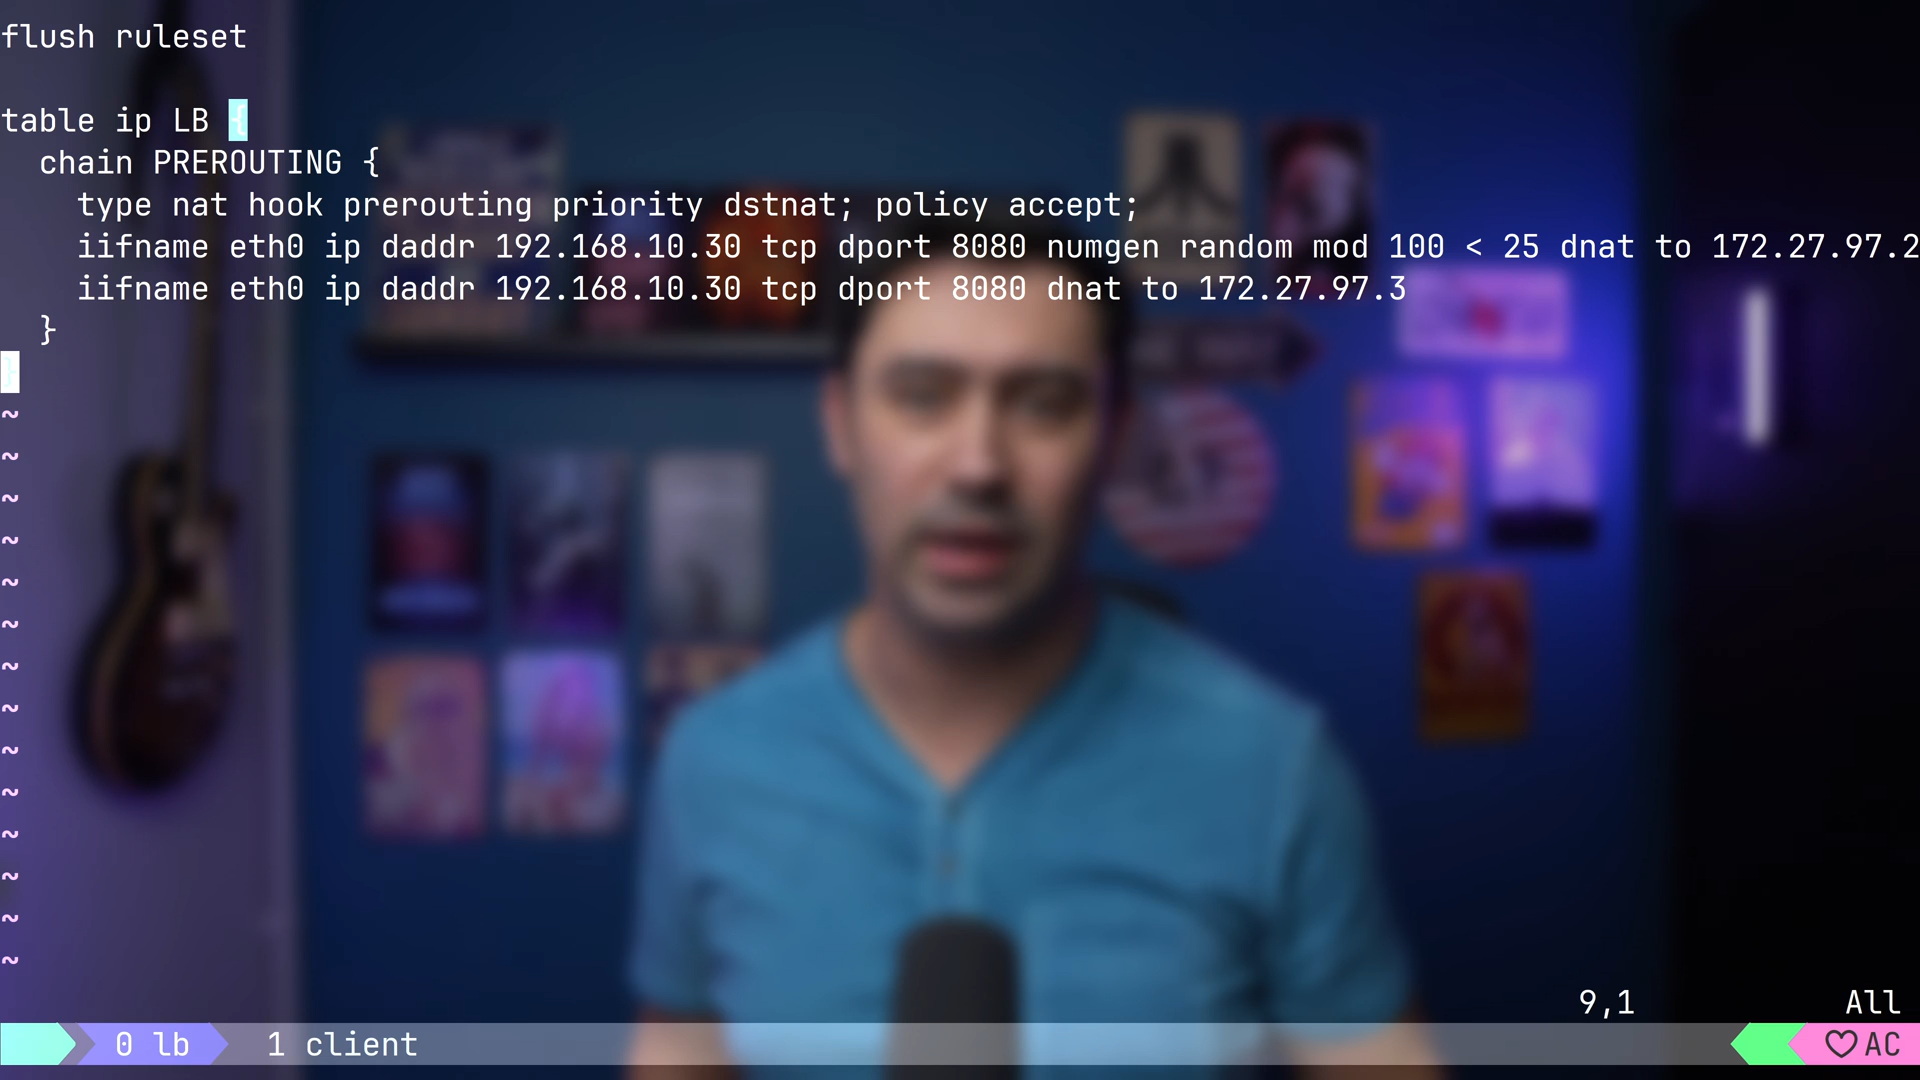 flush ruleset
table ip LB {
chain PREROUTING {
type nat hook prerouting priority dstnat; policy accept;
iifname eth0 ip daddr 192.168.10.30 tcp dport 8080 numgen random mod 100 < 25 dnat to 172.27.97.2
iifname eth0 ip daddr 192.168.10.30 tcp dport 8080 dnat to 172.27.97.3
}
}
~
~
~
~
~
~
~
~
~
~
~
~
~
~
9,1 All
0 lb 1 client ♡ AC